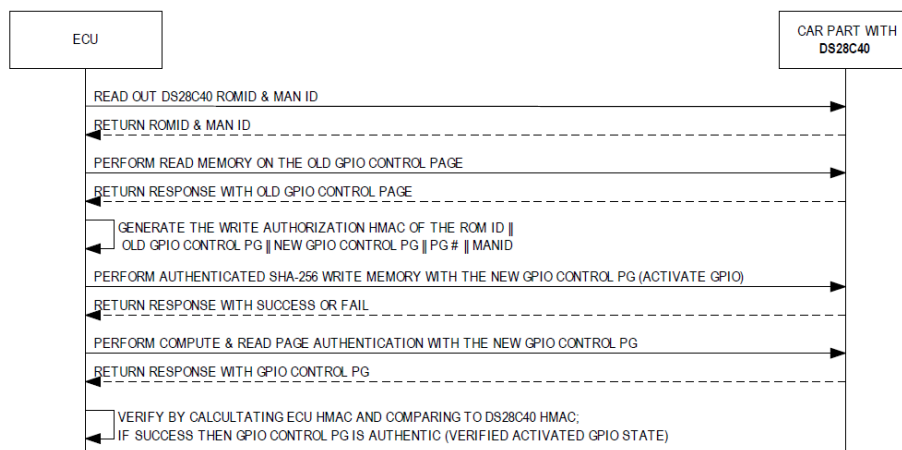 ECU
CAR PART WITH
DS28C40
READ OUT DS28C40 ROMID & MAN ID
RETURN ROMID & MAN ID
PERFORM READ MEMORY ON THE OLD GPIO CONTROL PAGE
RETURN RESPONSE WITH OLD GPIO CONTROL PAGE
GENERATE THE WRITE AUTHORIZATION HMAC OF THE ROM ID ||
OLD GPIO CONTROL PG || NEW GPIO CONTROL PG || PG # || MANID
PERFORM AUTHENTICATED SHA-256 WRITE MEMORY WITH THE NEW GPIO CONTROL PG (ACTIVATE GPIO)
RETURN RESPONSE WITH SUCCESS OR FAIL
PERFORM COMPUTE & READ PAGE AUTHENTICATION WITH THE NEW GPIO CONTROL PG
RETURN RESPONSE WITH GPIO CONTROL PG
VERIFY BY CALCULTATING ECU HMAC AND COMPARING TO DS28C40 HMAC;
IF SUCCESS THEN GPIO CONTROL PG IS AUTHENTIC (VERIFIED ACTIVATED GPIO STATE)